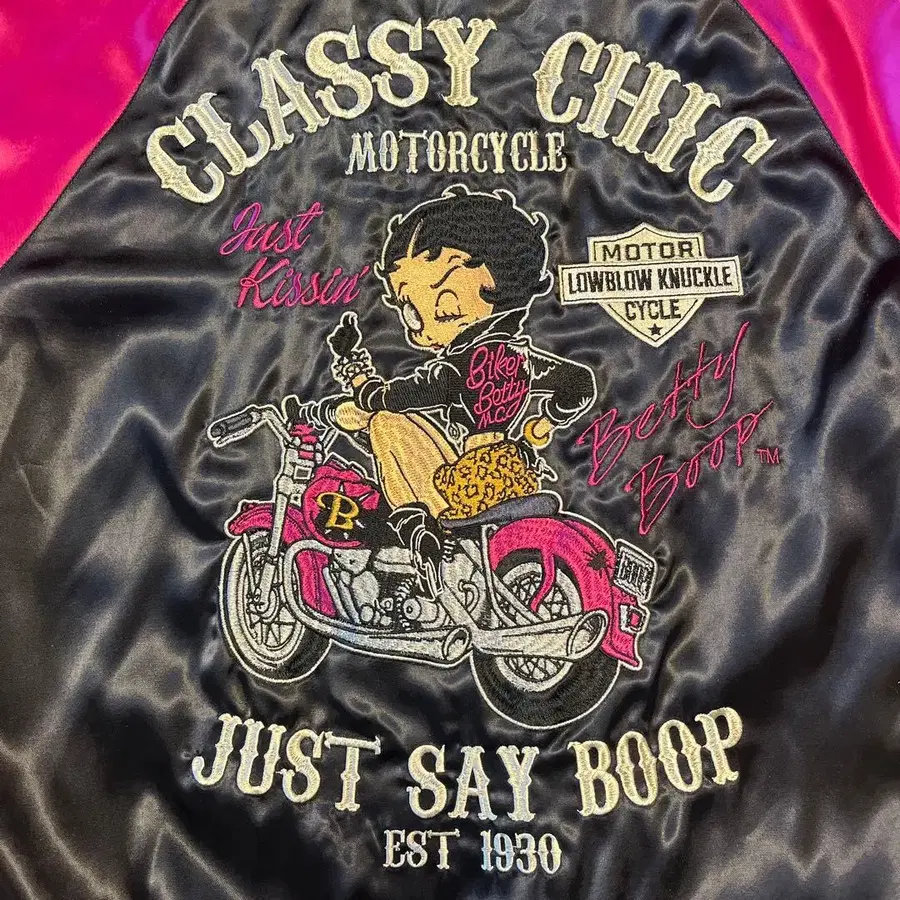 CLASSY CHIC
MOTORCYCLE
Just
Kissin'
MOTOR
LOWBLOW KNUCKLE
CYCLE
Biker
Betty
M.C.
Betty
Boop TM
B
JUST SAY BOOP
EST 1930